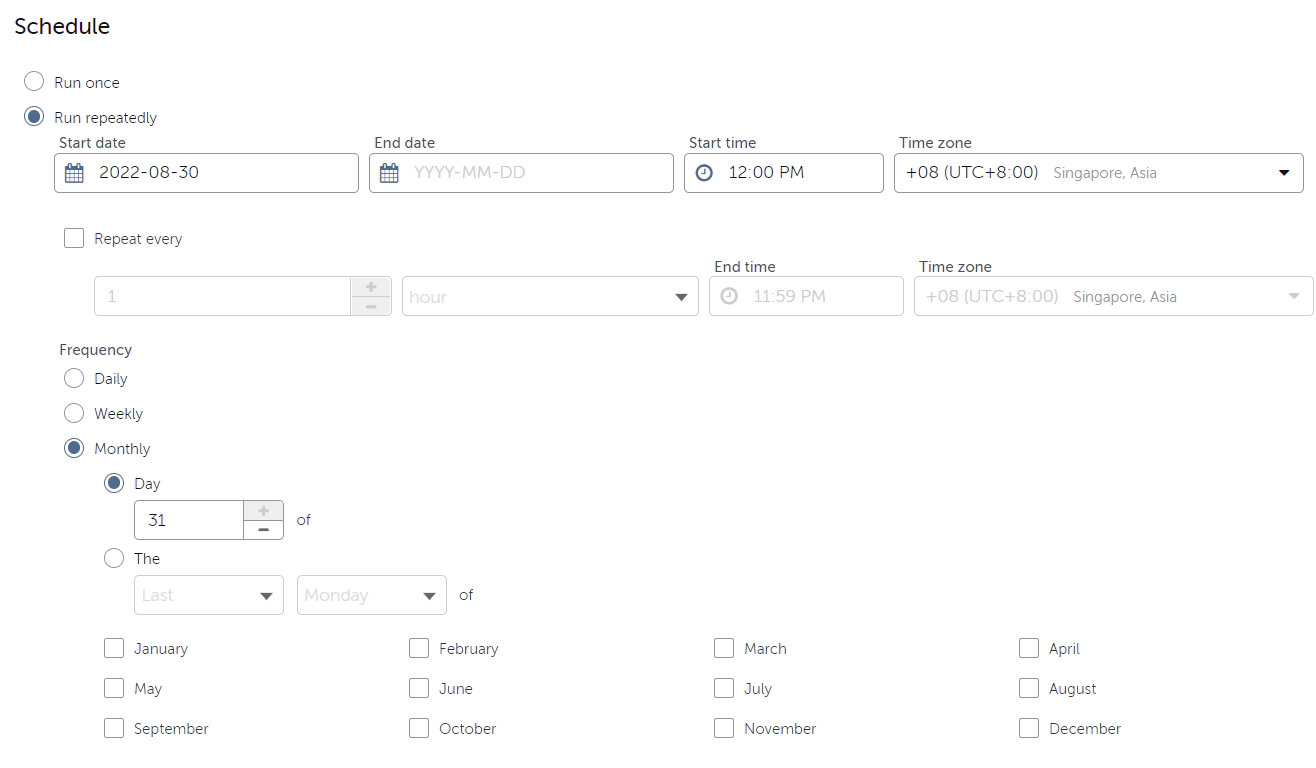 Schedule
Run once
Run repeatedly
Start date End date Start time Time zone
2022-08-30 YYYY-MM-DD 12:00 PM +08 (UTC+8:00) Singapore, Asia
Repeat every
End time Time zone
1 hour 11:59 PM +08 (UTC+8:00) Singapore, Asia
Frequency
Daily
Weekly
Monthly
Day
31 of
The
Last Monday of
January February March April
May June July August
September October November December